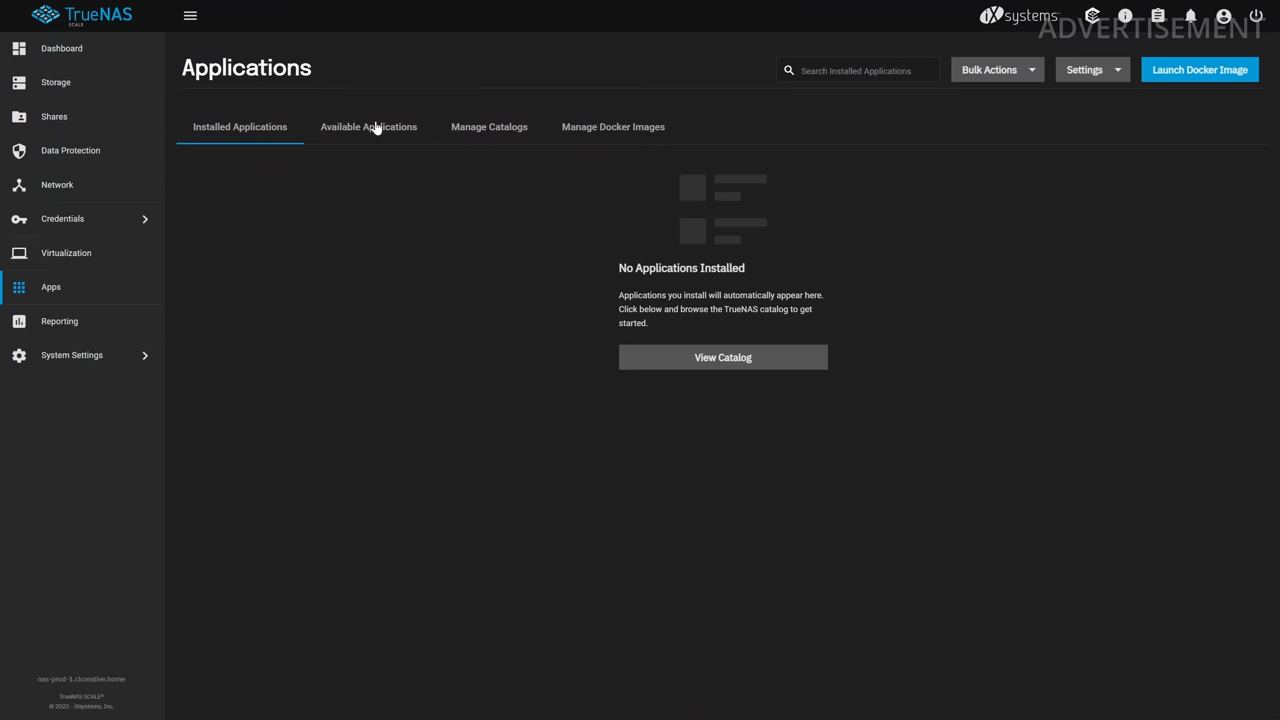 TrueNAS
SCALE
iXsystems
ADVERTISEMENT
Dashboard
Storage
Shares
Data Protection
Network
Credentials
Virtualization
Apps
Reporting
System Settings
nas-prod-1.clcreative.home
TrueNAS SCALE®
© 2022 - iXsystems, Inc.
Applications
Search Installed Applications
Bulk Actions
Settings
Launch Docker Image
Installed Applications
Available Applications
Manage Catalogs
Manage Docker Images
No Applications Installed
Applications you install will automatically appear here.
Click below and browse the TrueNAS catalog to get
started.
View Catalog